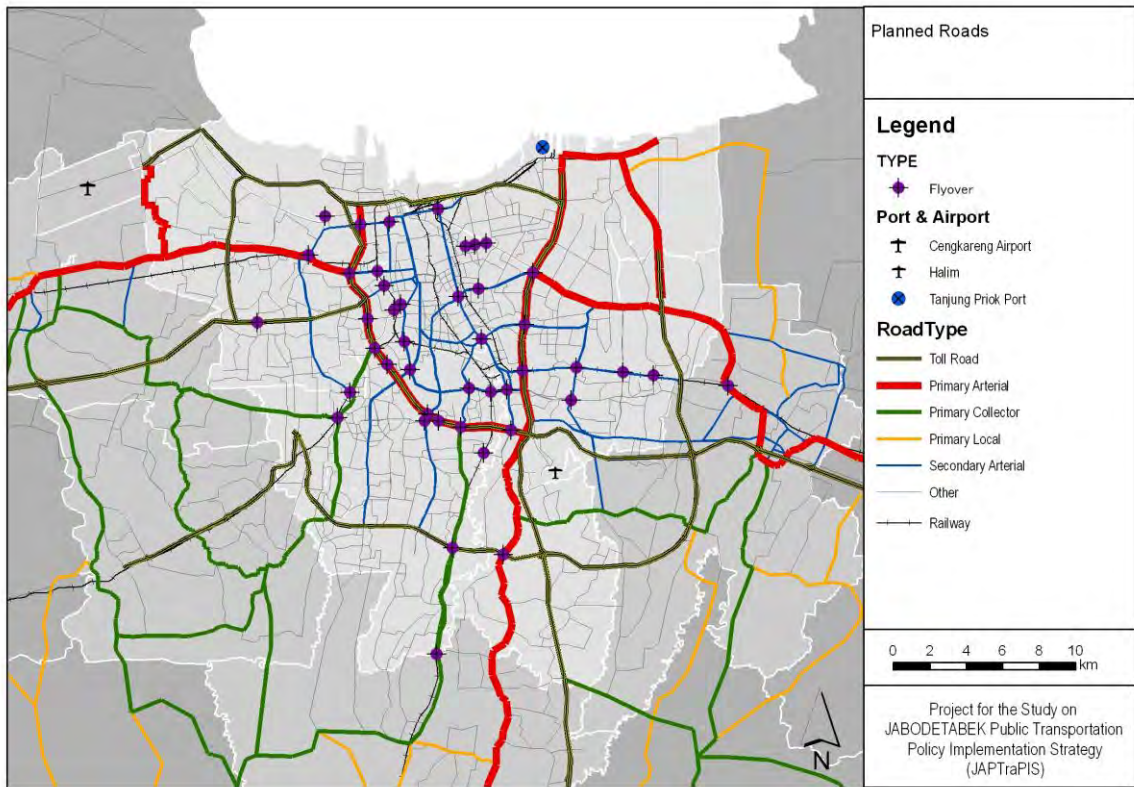 Planned Roads
Legend
TYPE
Flyover
Port & Airport
Cengkareng Airport
Halim
Tanjung Priok Port
RoadType
Toll Road
Primary Arterial
Primary Collector
Primary Local
Secondary Arterial
Other
Railway
0 2 4 6 8 10
km
Project for the Study on
JABODETABEK Public Transportation
Policy Implementation Strategy
(JAPTraPIS)
N